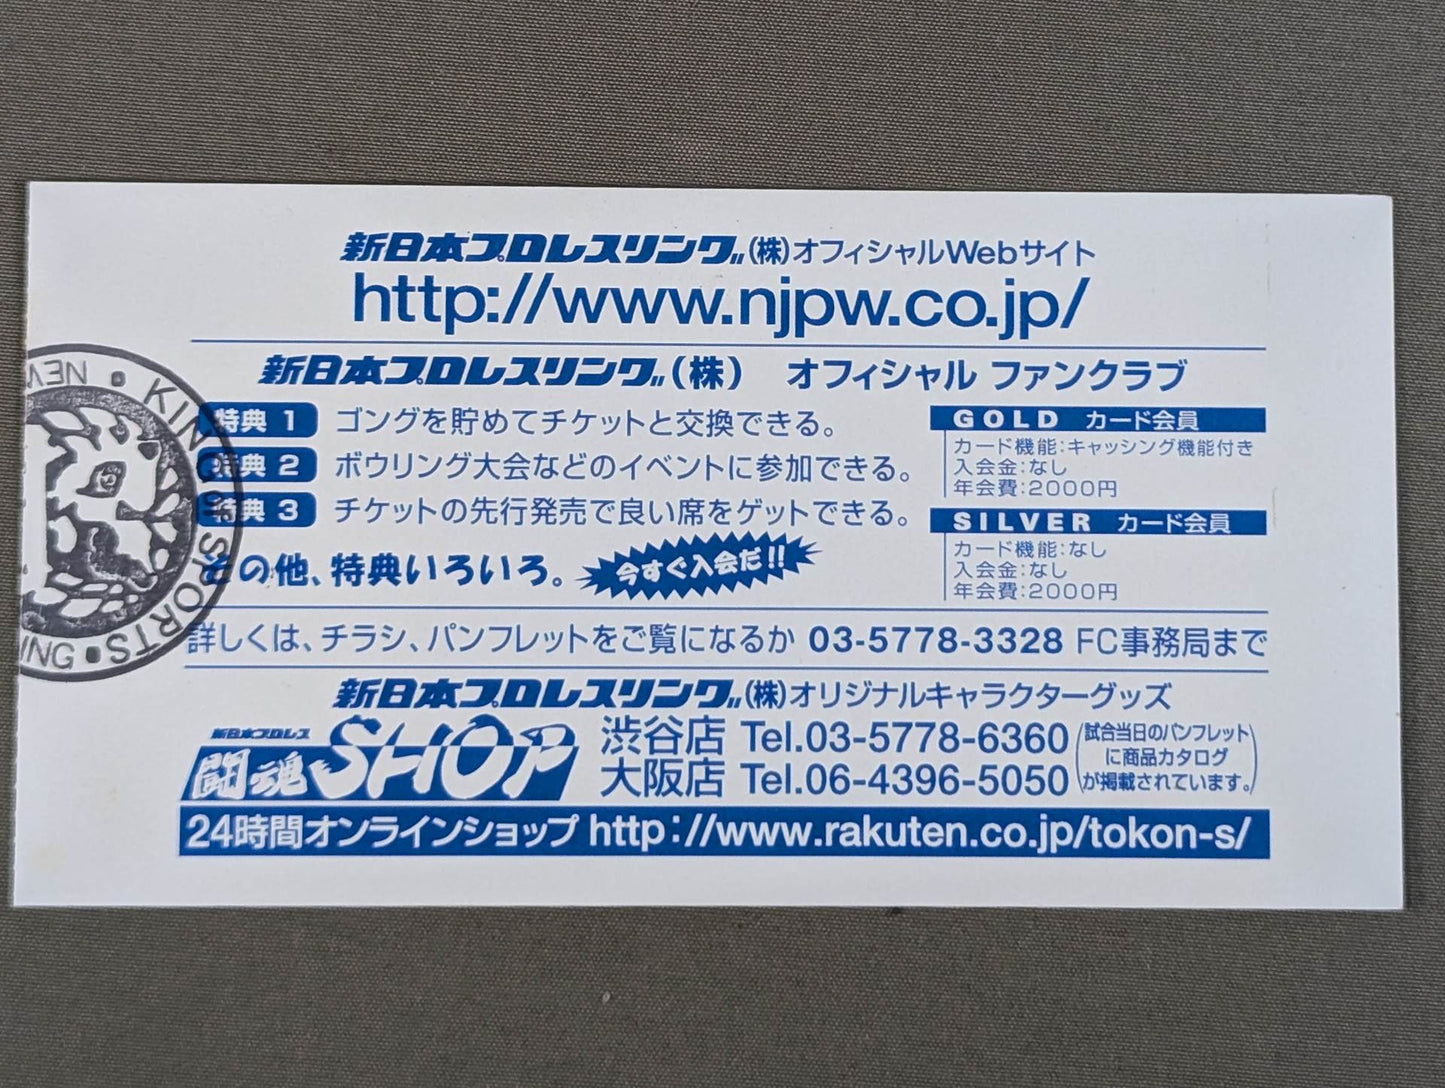 新日本プロレスリング(株)オフィシャルWebサイト
http://www.njpw.co.jp/
新日本プロレスリング(株) オフィシャル ファンクラブ
特典1 ゴングを貯めてチケットと交換できる。
特典2 ボウリング大会などのイベントに参加できる。
特典3 チケットの先行発売で良い席をゲットできる。
その他、特典いろいろ。 今すぐ入会だ!!
GOLD カード会員
カード機能:キャッシング機能付き
入会金:なし
年会費:2000円
SILVER カード会員
カード機能:なし
入会金:なし
年会費:2000円
詳しくは、チラシ、パンフレットをご覧になるか 03-5778-3328 FC事務局まで
新日本プロレスリング(株)オリジナルキャラクターグッズ
新日本プロレス
闘魂SHOP
渋谷店 Tel.03-5778-6360
大阪店 Tel.06-4396-5050
(試合当日のパンフレット
に商品カタログ
が掲載されています。)
24時間オンラインショップ http://www.rakuten.co.jp/tokon-s/
KING OF SPORTS
NEW